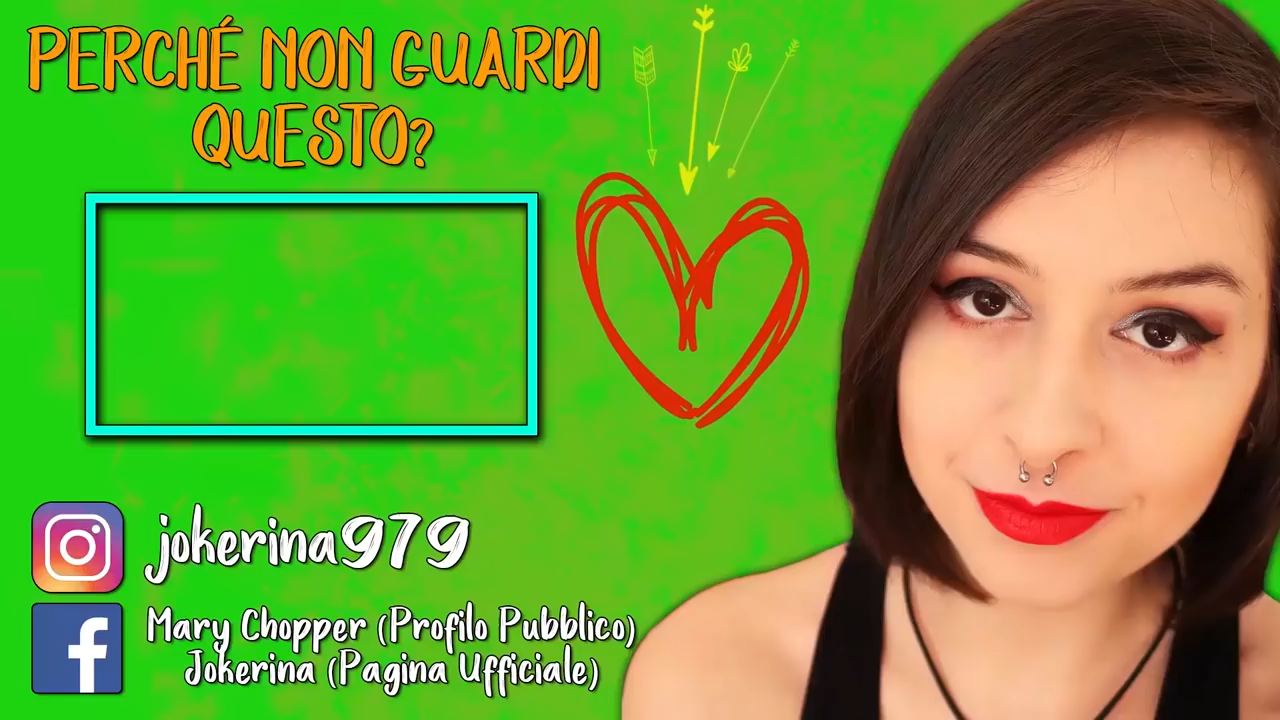 PERCHÉ NON GUARDI
QUESTO?
jokerina979
Mary Chopper (Profilo Pubblico)
Jokerina (Pagina Ufficiale)